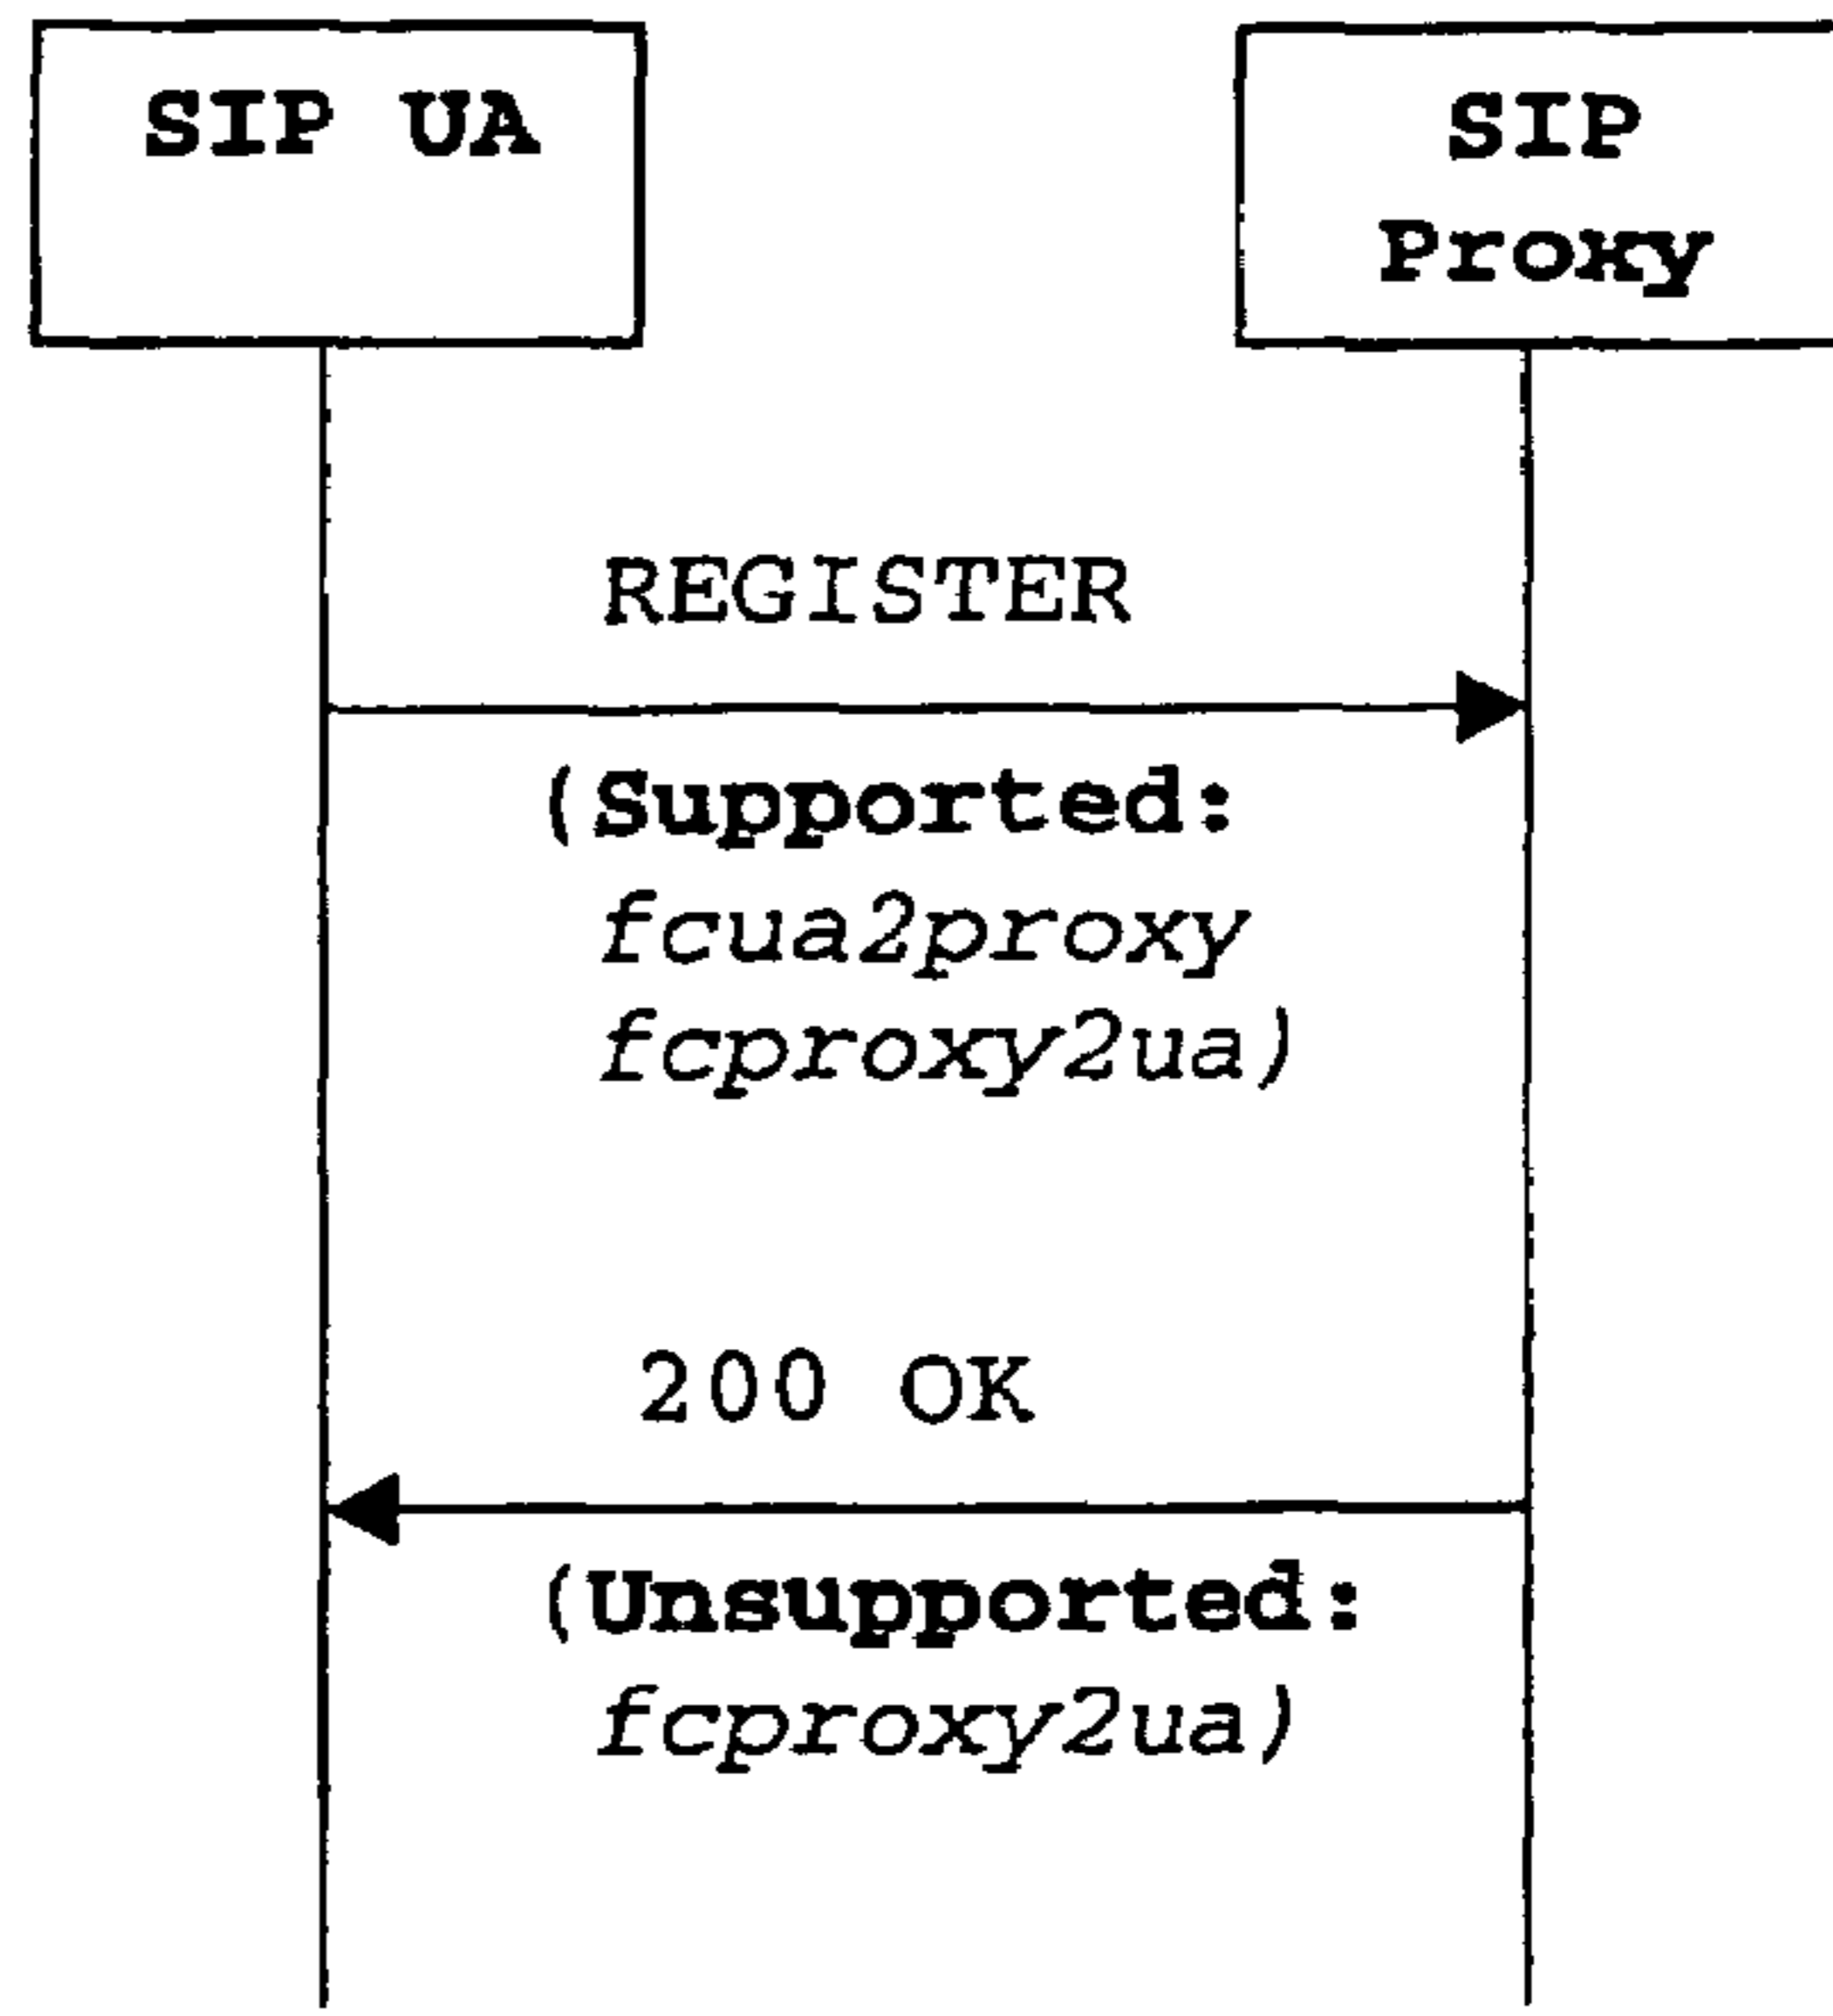 SIP UA
SIP
Proxy
REGISTER
(Supported:
fcua2proxy
fcproxy2ua)
200 OK
(Unsupported:
fcproxy2ua)